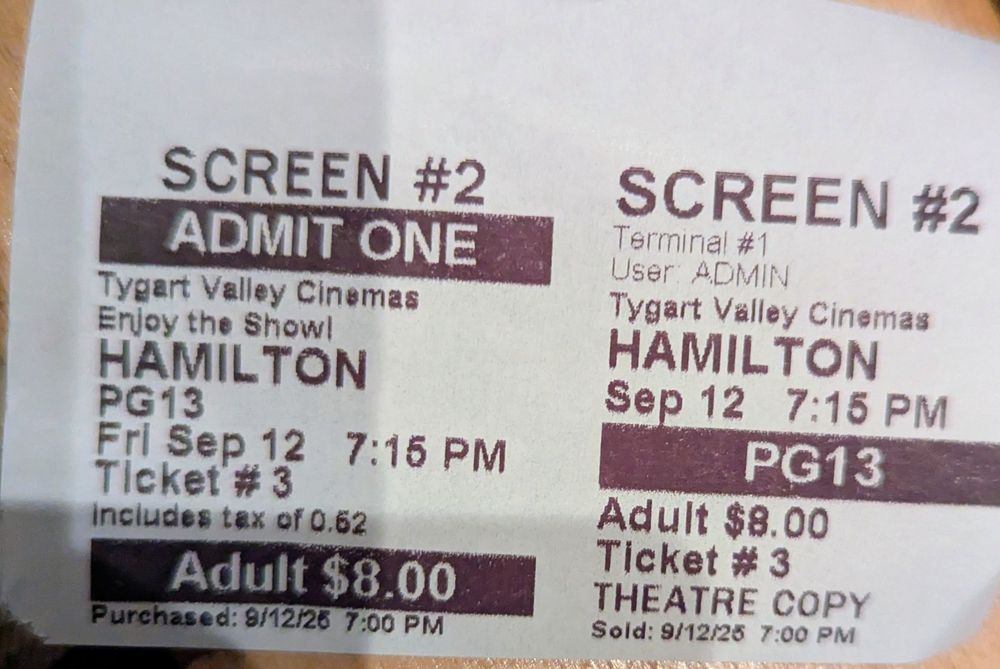 SCREEN #2
ADMIT ONE
Tygart Valley Cinemas
Enjoy the Show!
HAMILTON
PG13
Fri Sep 12 7:15 PM
Ticket # 3
includes tax of 0.52
Adult $8.00
Purchased: 9/12/25 7:00 PM
SCREEN #2
Terminal #1
User: ADMIN
Tygart Valley Cinemas
HAMILTON
Sep 12 7:15 PM
PG13
Adult $8.00
Ticket # 3
THEATRE COPY
Sold: 9/12/25 7:00 PM